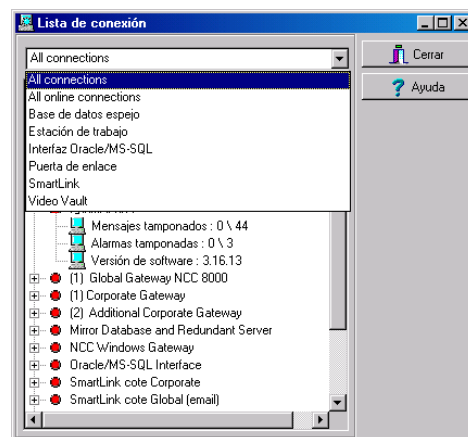 Lista de conexión
All connections
Cerrar
Ayuda
All connections
All online connections
Base de datos espejo
Estación de trabajo
Interfaz Oracle/MS-SQL
Puerta de enlace
SmartLink
Video Vault
Mensajes tamponados : 0 \ 44
Alarmas tamponadas : 0 \ 3
Versión de software : 3.16.13
(1) Global Gateway NCC 8000
(1) Corporate Gateway
(2) Additional Corporate Gateway
Mirror Database and Redundant Server
NCC Windows Gateway
Oracle/MS-SQL Interface
SmartLink cote Corporate
SmartLink cote Global (email)